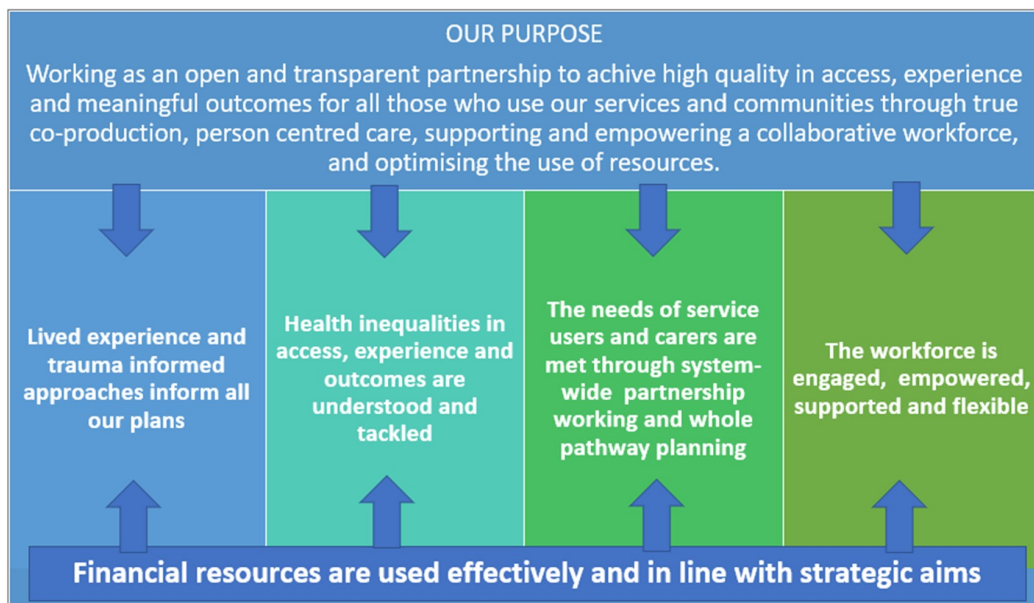 OUR PURPOSE
Working as an open and transparent partnership to achive high quality in access, experience
and meaningful outcomes for all those who use our services and communities through true
co-production, person centred care, supporting and empowering a collaborative workforce,
and optimising the use of resources.
Lived experience and
trauma informed
approaches inform all
our plans
Health inequalities in
access, experience and
outcomes are
understood and
tackled
The needs of service
users and carers are
met through system-
wide partnership
working and whole
pathway planning
The workforce is
engaged, empowered,
supported and flexible
Financial resources are used effectively and in line with strategic aims